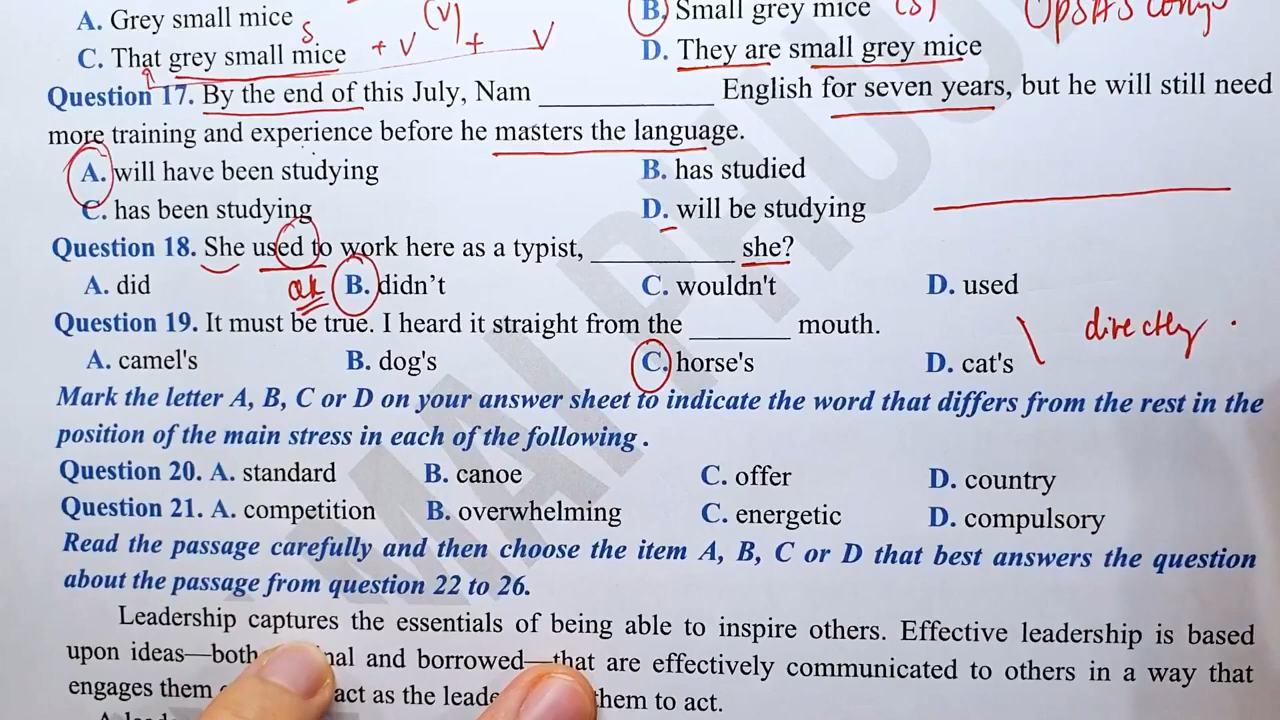 A. Grey small mice B. Small grey mice (S) OpSAS
C. That grey small mice S + V (V) + V D. They are small grey mice
Question 17. By the end of this July, Nam __________ English for seven years, but he will still need
more training and experience before he masters the language.
A. will have been studying B. has studied
C. has been studying D. will be studying
Question 18. She used to work here as a typist, __________ she?
A. did B. didn't C. wouldn't D. used
Question 19. It must be true. I heard it straight from the _______ mouth. directly.
A. camel's B. dog's C. horse's D. cat's
Mark the letter A, B, C or D on your answer sheet to indicate the word that differs from the rest in the
position of the main stress in each of the following .
Question 20. A. standard B. canoe C. offer D. country
Question 21. A. competition B. overwhelming C. energetic D. compulsory
Read the passage carefully and then choose the item A, B, C or D that best answers the question
about the passage from question 22 to 26.
Leadership captures the essentials of being able to inspire others. Effective leadership is based
upon ideas—both and borrowed—that are effectively communicated to others in a way that
engages them act as the them to act.